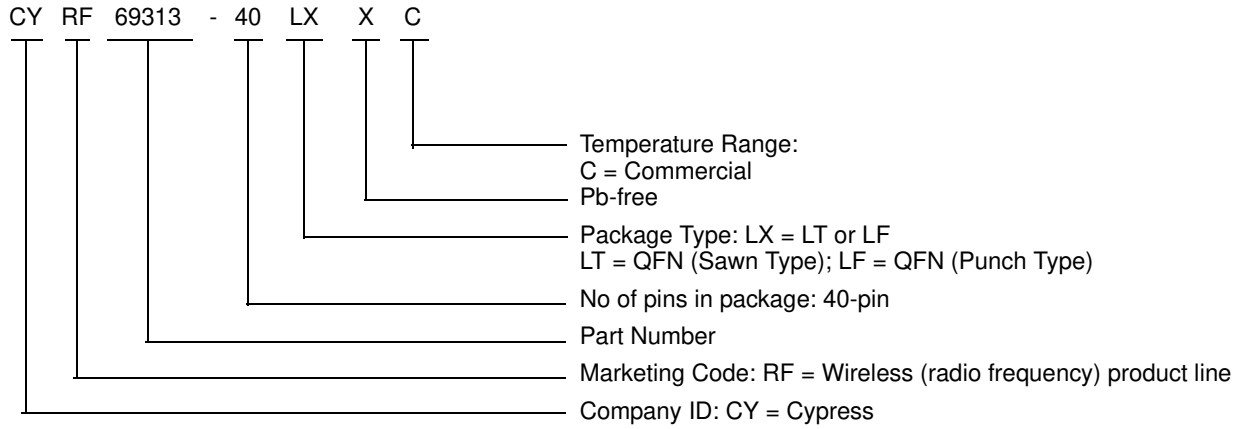 CY RF 69313 - 40 LX X C
Temperature Range:
C = Commercial
Pb-free
Package Type: LX = LT or LF
LT = QFN (Sawn Type); LF = QFN (Punch Type)
No of pins in package: 40-pin
Part Number
Marketing Code: RF = Wireless (radio frequency) product line
Company ID: CY = Cypress